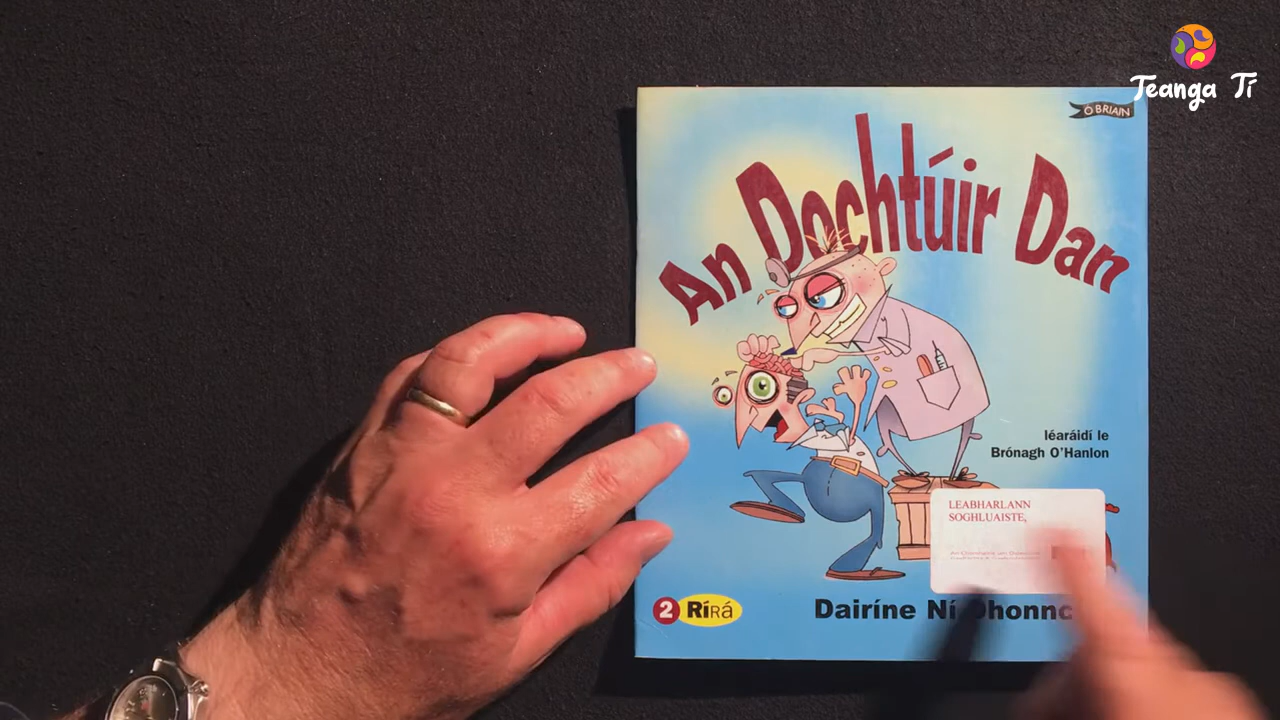 Teanga Tí
Ó BRIAIN
An Dochtúir Dan
léaráidí le
Brónagh O'Hanlon
LEABHARLANN
SOGHLUAISTE,
2 Rírá
Dairíne Ní